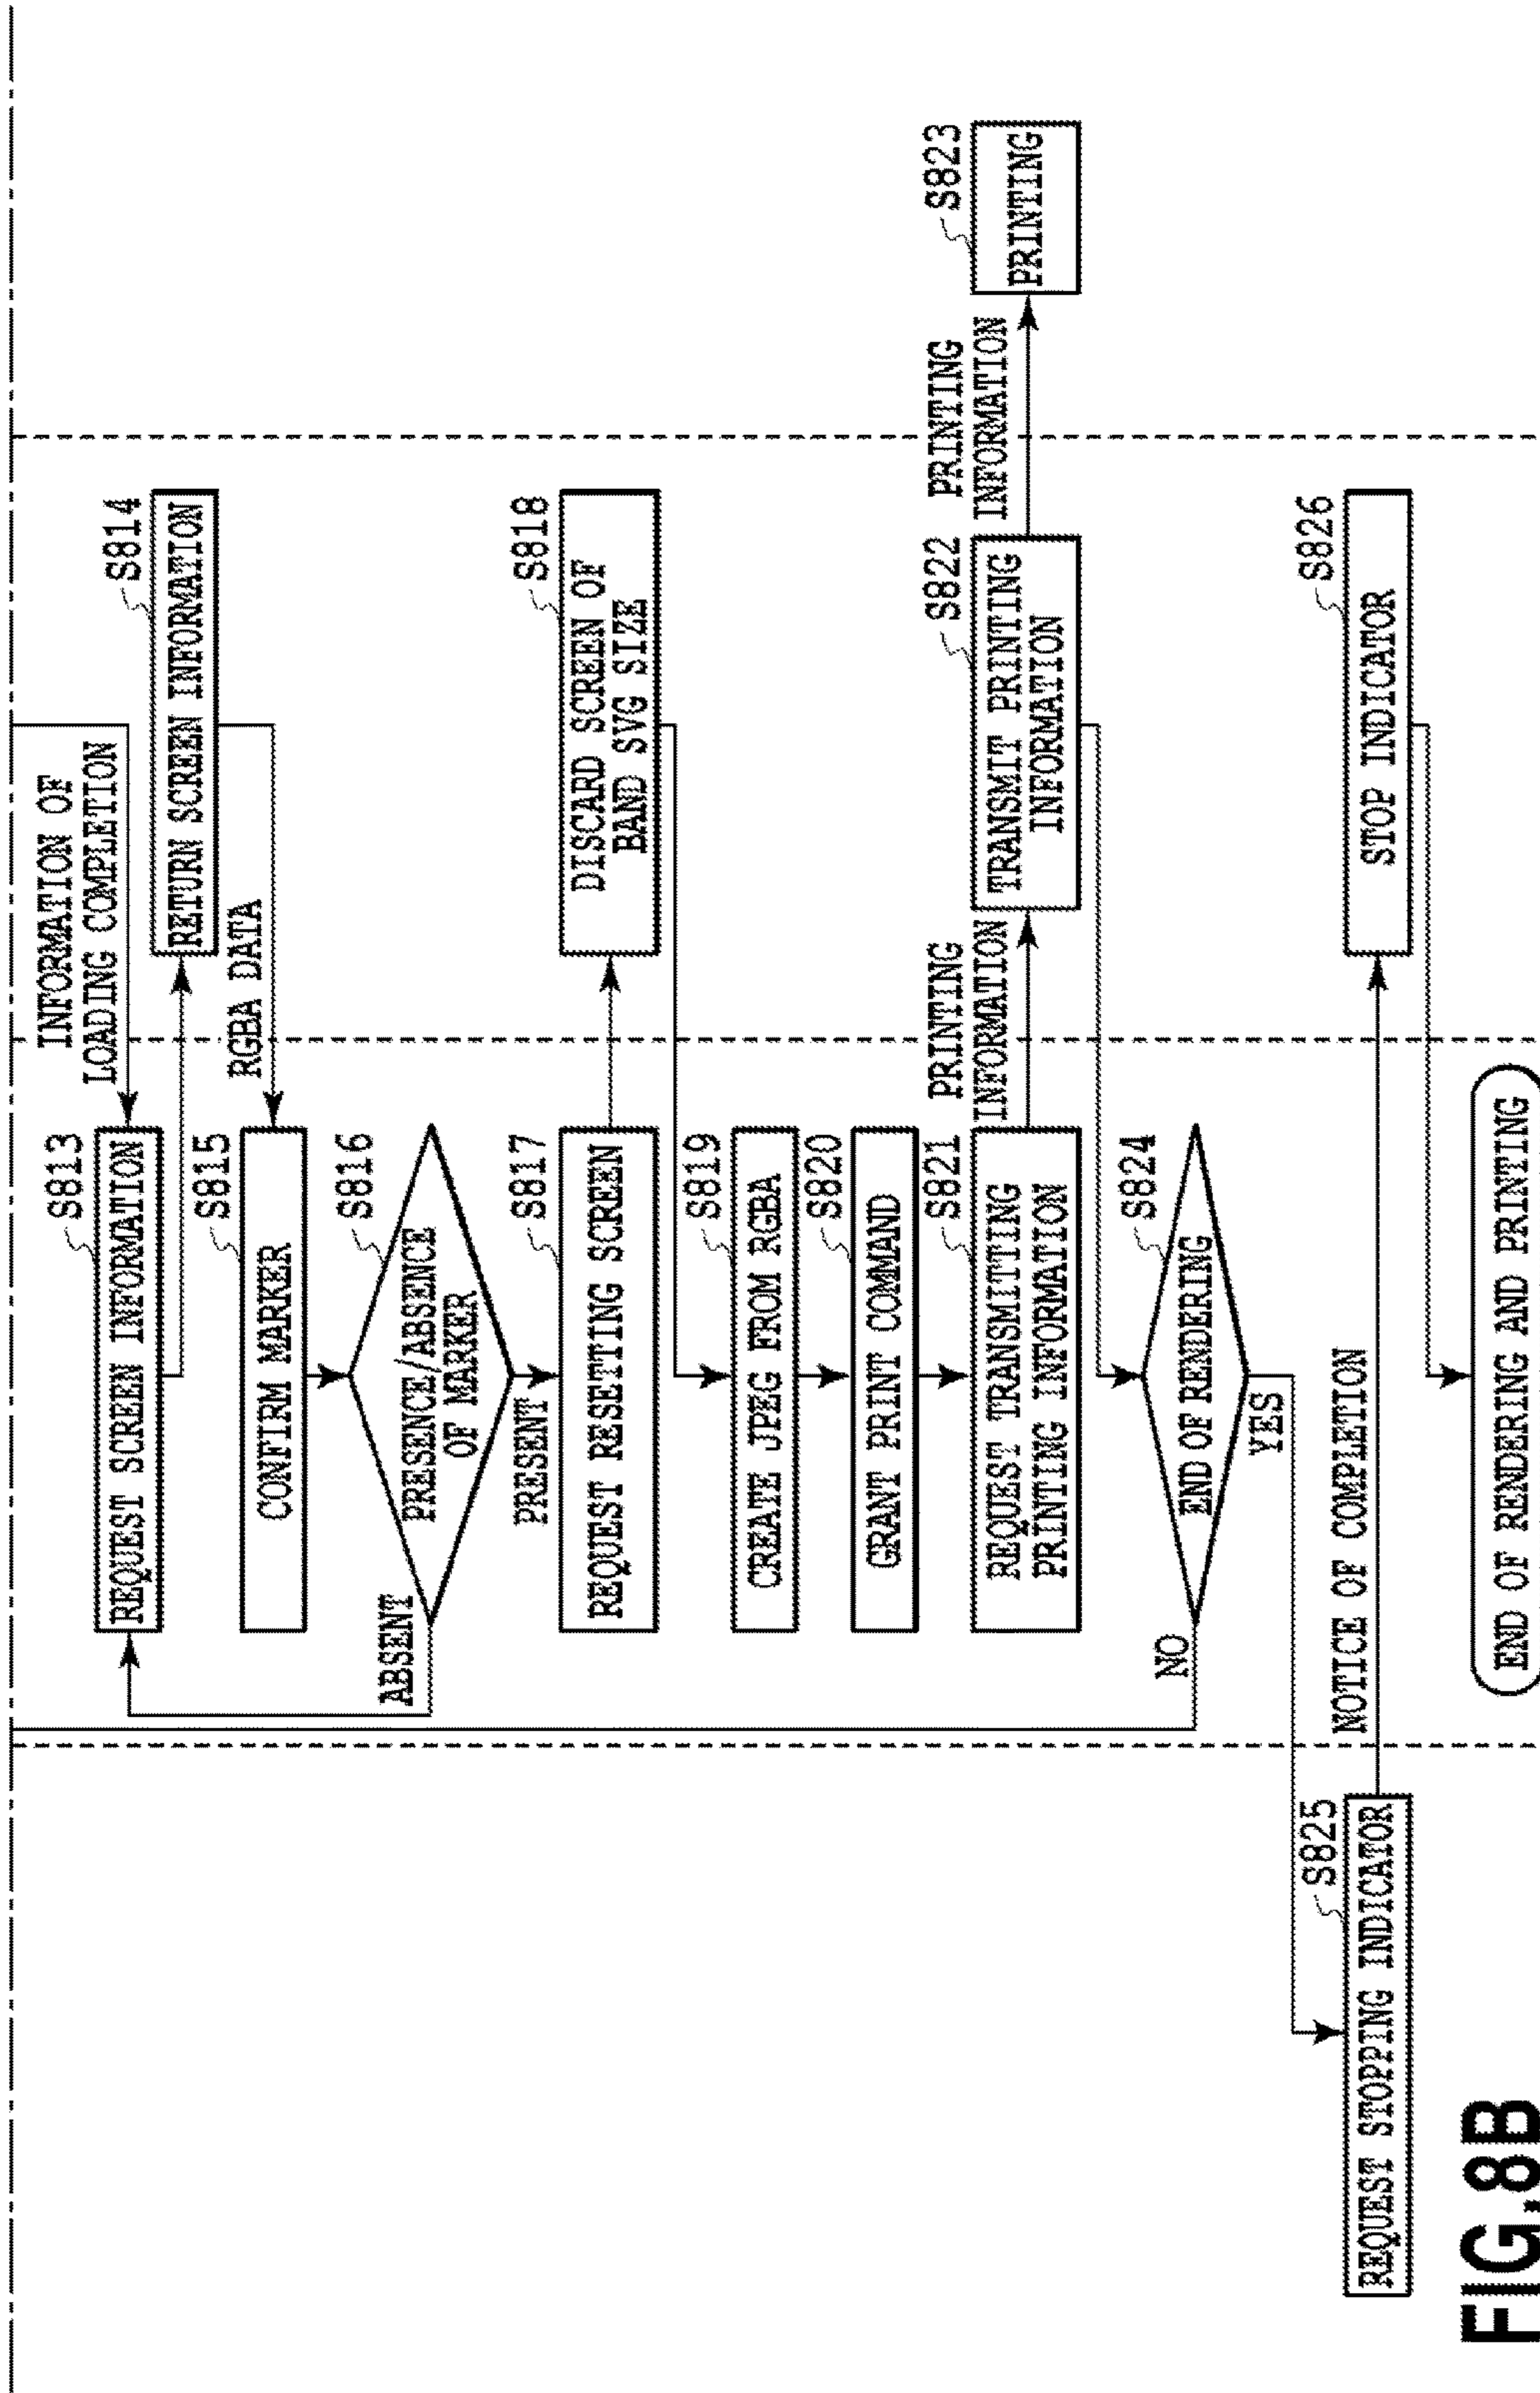 INFORMATION OF
LOADING COMPLETION
S813
REQUEST SCREEN INFORMATION
S814
RETURN SCREEN INFORMATION
RGBA DATA
S815
CONFIRM MARKER
S816
PRESENCE/ABSENCE
OF MARKER
ABSENT
PRESENT
S817
REQUEST RESETTING SCREEN
S818
DISCARD SCREEN OF
BAND SVG SIZE
S819
CREATE JPEG FROM RGBA
S820
GRANT PRINT COMMAND
S821
REQUEST TRANSMITTING
PRINTING INFORMATION
PRINTING
INFORMATION
S822
TRANSMIT PRINTING
INFORMATION
PRINTING
INFORMATION
S823
PRINTING
S824
END OF RENDERING
NO
YES
S825
REQUEST STOPPING INDICATOR
NOTICE OF COMPLETION
S826
STOP INDICATOR
END OF RENDERING AND PRINTING
FIG.8B